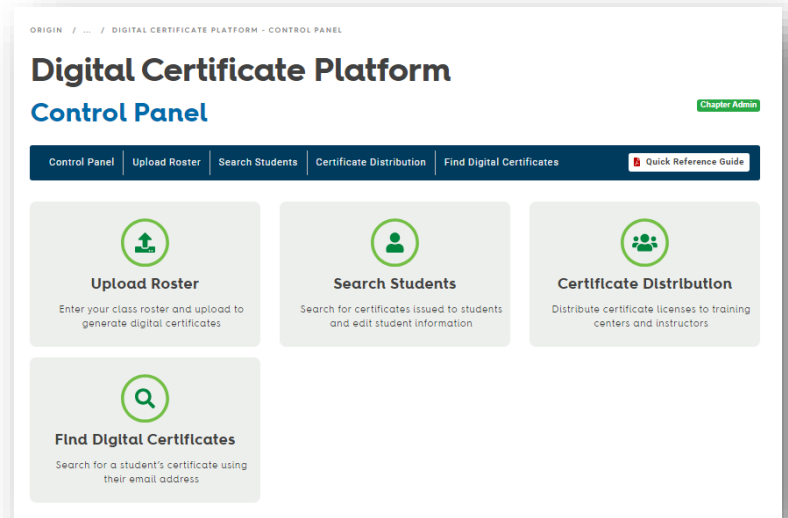 ORIGIN / ... / DIGITAL CERTIFICATE PLATFORM - CONTROL PANEL
Digital Certificate Platform
Control Panel
Chapter Admin
Control Panel Upload Roster Search Students Certificate Distribution Find Digital Certificates Quick Reference Guide
Upload Roster
Enter your class roster and upload to
generate digital certificates
Search Students
Search for certificates issued to students
and edit student information
Certificate Distribution
Distribute certificate licenses to training
centers and instructors
Find Digital Certificates
Search for a student's certificate using
their email address